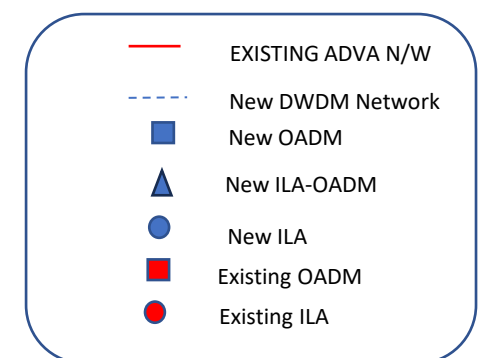 EXISTING ADVA N/W
New DWDM Network
New OADM
New ILA-OADM
New ILA
Existing OADM
Existing ILA